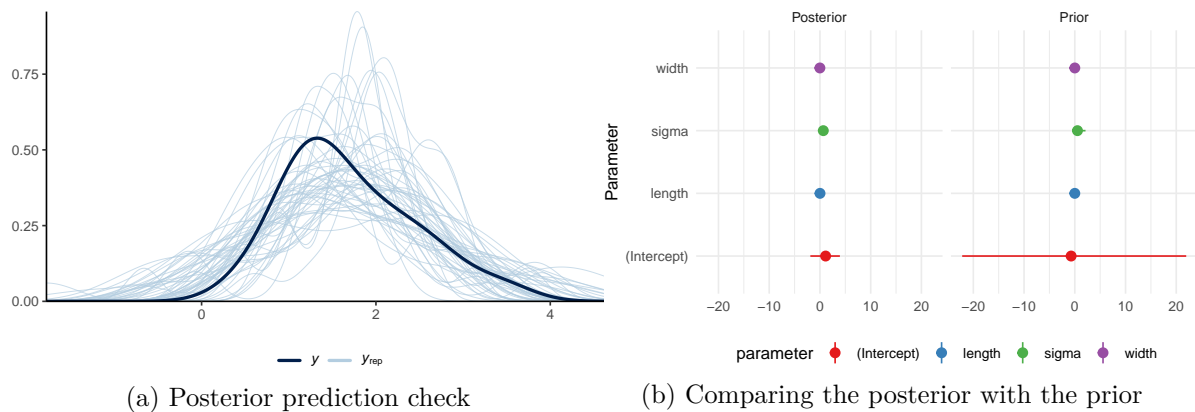 0.75
0.50
0.25
0.00
0 2 4
y yrep
(a) Posterior prediction check
Posterior Prior
Parameter
width
sigma
length
(Intercept)
−20 −10 0 10 20 −20 −10 0 10 20
parameter (Intercept) length sigma width
(b) Comparing the posterior with the prior